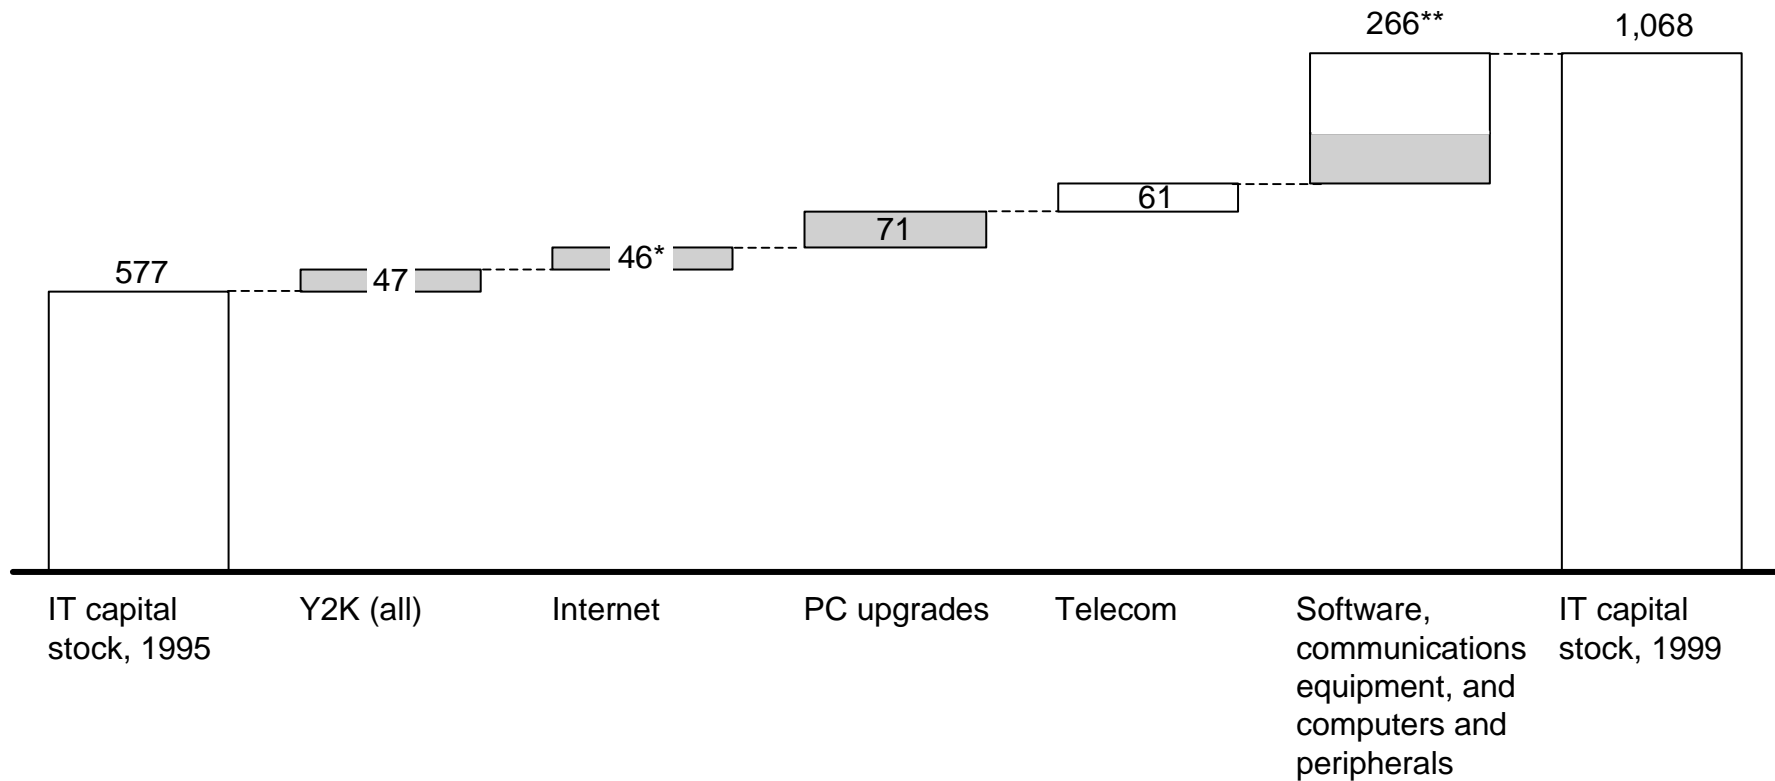 266**
1,068
61
71
46*
577
47
IT capital
stock, 1995
Y2K (all)
Internet
PC upgrades
Telecom
Software,
communications
equipment, and
computers and
peripherals
IT capital
stock, 1999